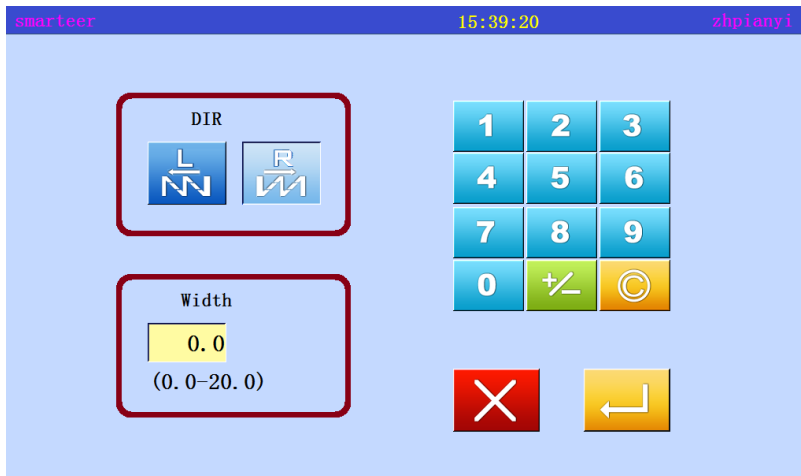 smarteer 15:39:20 zhpianyi
DIR
L R
Width
0.0
(0.0-20.0)
1 2 3
4 5 6
7 8 9
0 +/- ©